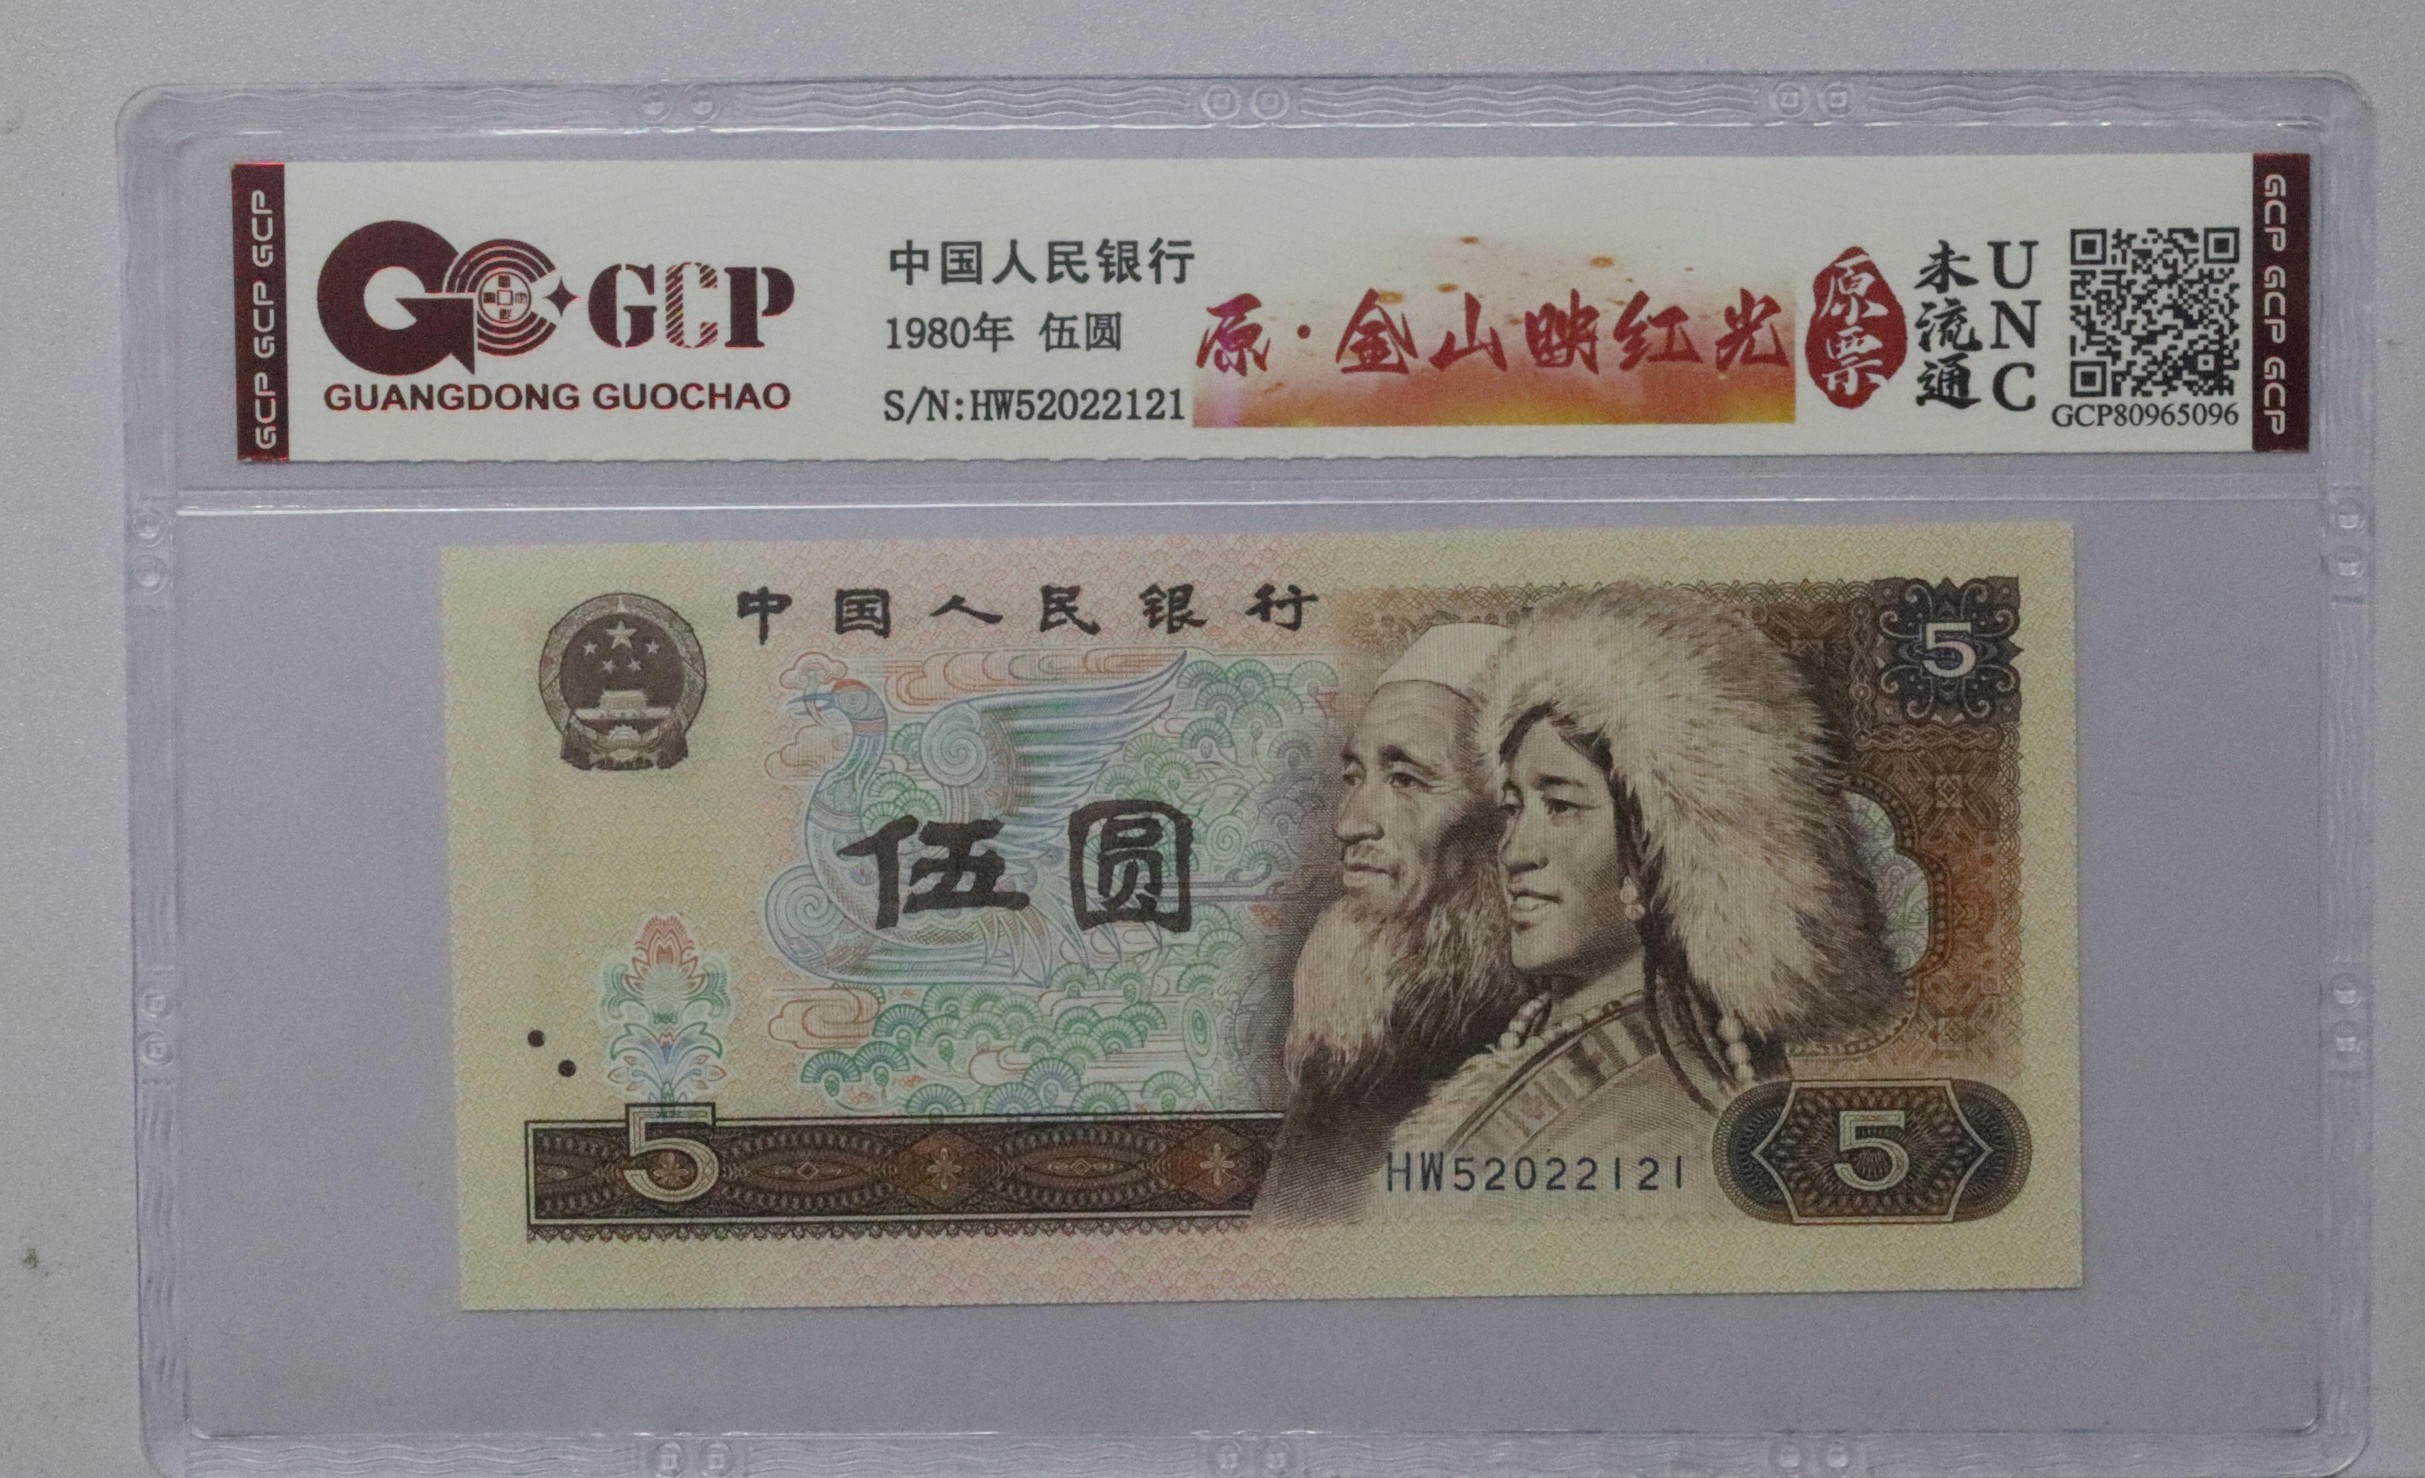 GCP GCP GCP
GCP
GUANGDONG GUOCHAO
中国人民银行
1980年 伍圆
S/N:HW52022121
原·金山映红光
原票
未流通
UNC
GCP80965096
GCP GCP GCP
中国人民银行
5
伍圆
5
HW52022121
5